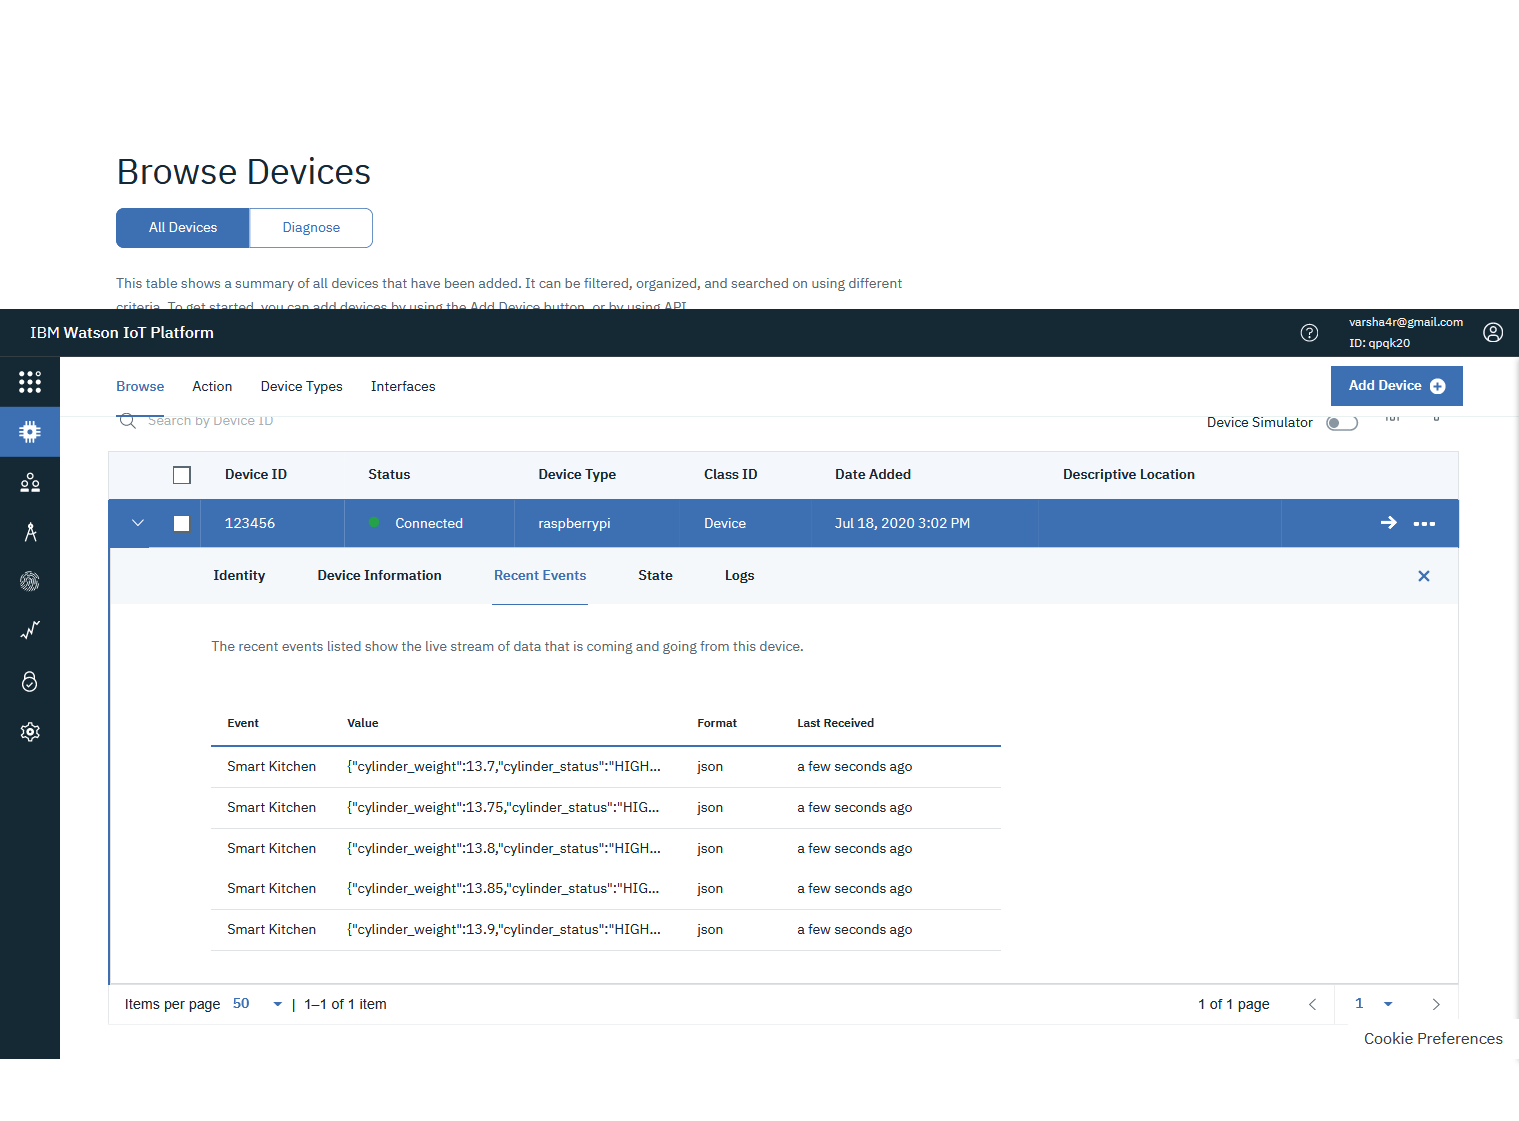 Browse Devices
All Devices
Diagnose
This table shows a summary of all devices that have been added. It can be filtered, organized, and searched on using different
criteria. To get started, you can add devices by using the Add Device button, or by using API.
IBM Watson IoT Platform
varsha4r@gmail.com
ID: qpqk20
Browse Action Device Types Interfaces
Add Device
Search by Device ID
Device Simulator
Device ID Status Device Type Class ID Date Added Descriptive Location
123456 Connected raspberrypi Device Jul 18, 2020 3:02 PM
Identity Device Information Recent Events State Logs
The recent events listed show the live stream of data that is coming and going from this device.
Event Value Format Last Received
Smart Kitchen {"cylinder_weight":13.7,"cylinder_status":"HIGH... json a few seconds ago
Smart Kitchen {"cylinder_weight":13.75,"cylinder_status":"HIG... json a few seconds ago
Smart Kitchen {"cylinder_weight":13.8,"cylinder_status":"HIGH... json a few seconds ago
Smart Kitchen {"cylinder_weight":13.85,"cylinder_status":"HIG... json a few seconds ago
Smart Kitchen {"cylinder_weight":13.9,"cylinder_status":"HIGH... json a few seconds ago
Items per page 50 | 1–1 of 1 item
1 of 1 page
1
Cookie Preferences